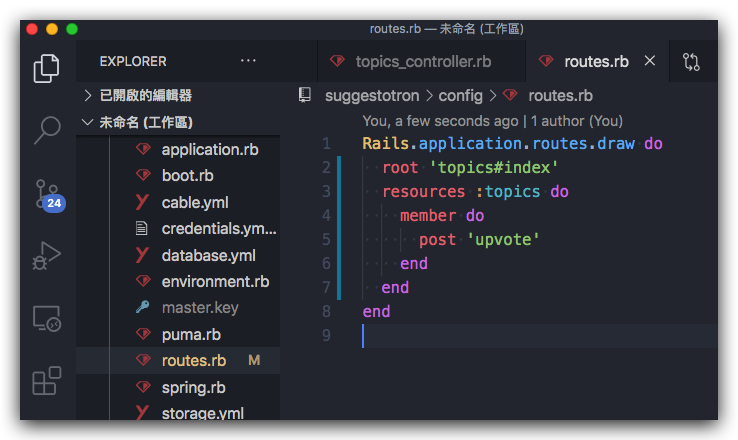 routes.rb — 未命名 (工作區)
EXPLORER ···
topics_controller.rb
routes.rb
已開啟的編輯器
未命名 (工作區)
application.rb
boot.rb
cable.yml
credentials.ym...
database.yml
environment.rb
master.key
puma.rb
routes.rb M
spring.rb
storage.yml
24
suggestotron > config > routes.rb
You, a few seconds ago | 1 author (You)
1 Rails.application.routes.draw do
2 root 'topics#index'
3 resources :topics do
4 member do
5 post 'upvote'
6 end
7 end
8 end
9